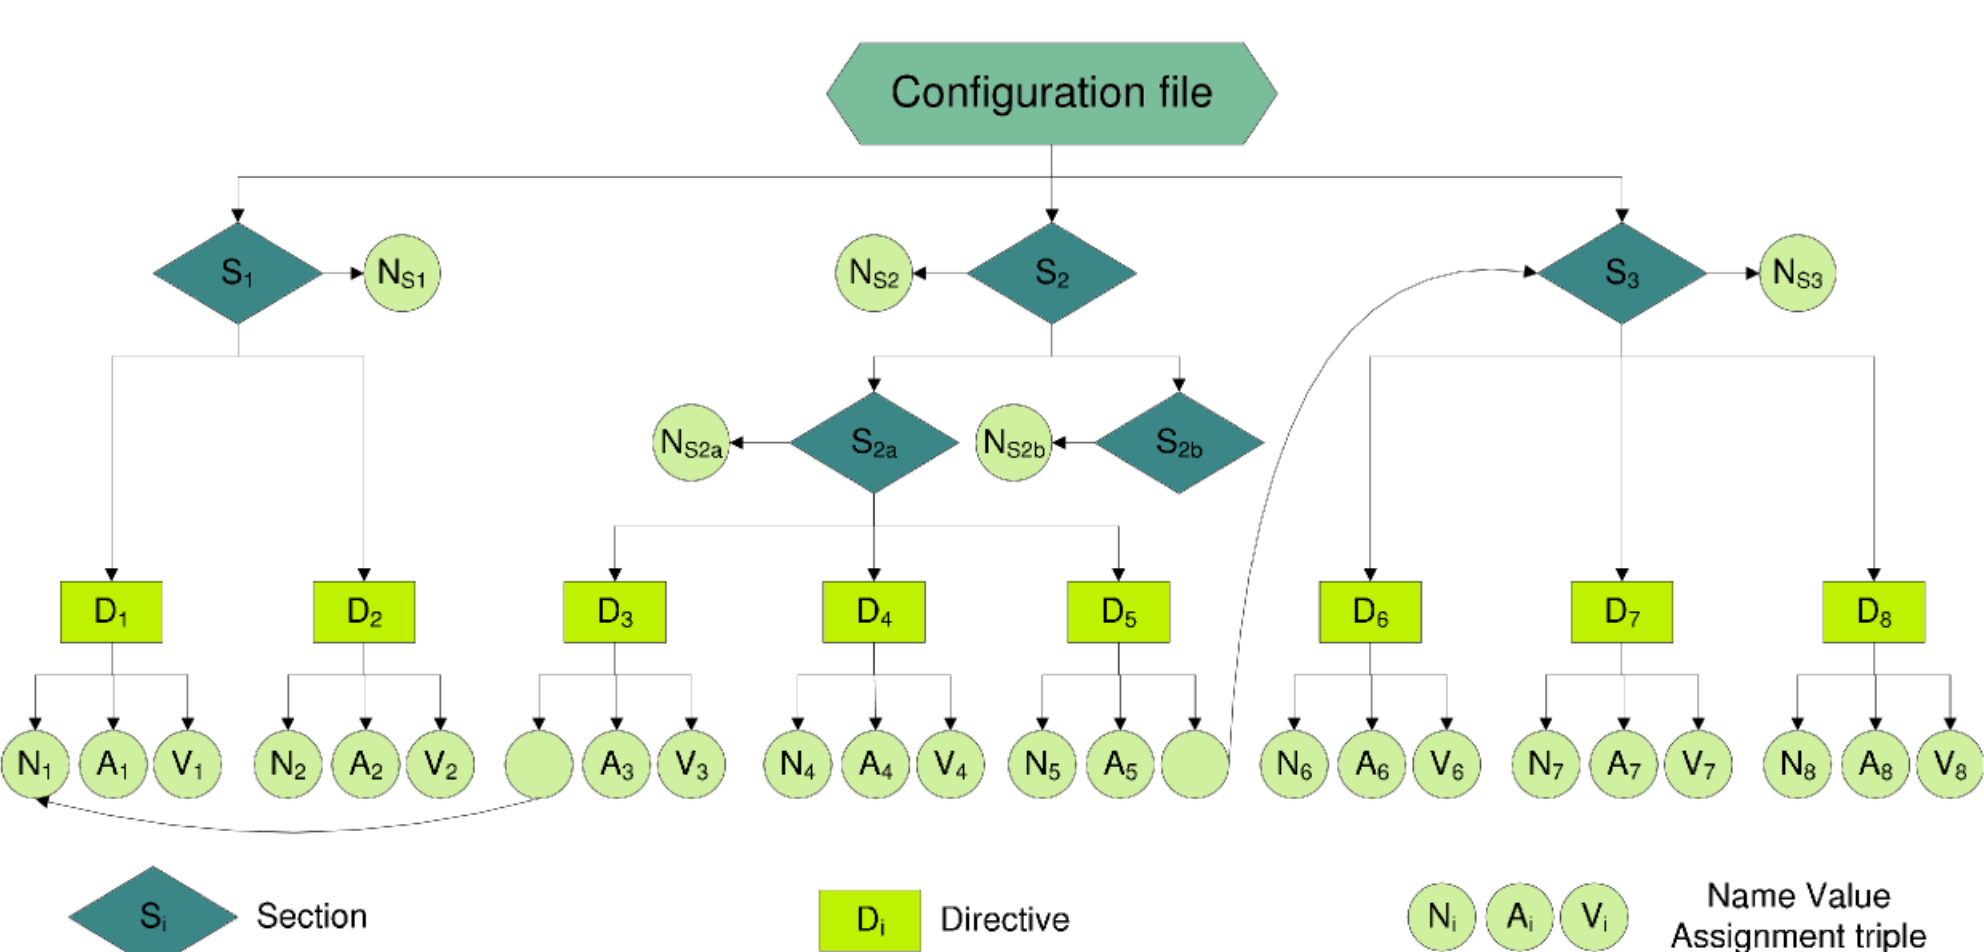 Configuration file
S1 NS1 NS2 S2 S3 NS3
NS2a S2a NS2b S2b
D1 D2 D3 D4 D5 D6 D7 D8
N1 A1 V1 N2 A2 V2 A3 V3 N4 A4 V4 N5 A5 N6 A6 V6 N7 A7 V7 N8 A8 V8
Si Section
Di Directive
Ni Ai Vi
Name Value
Assignment triple